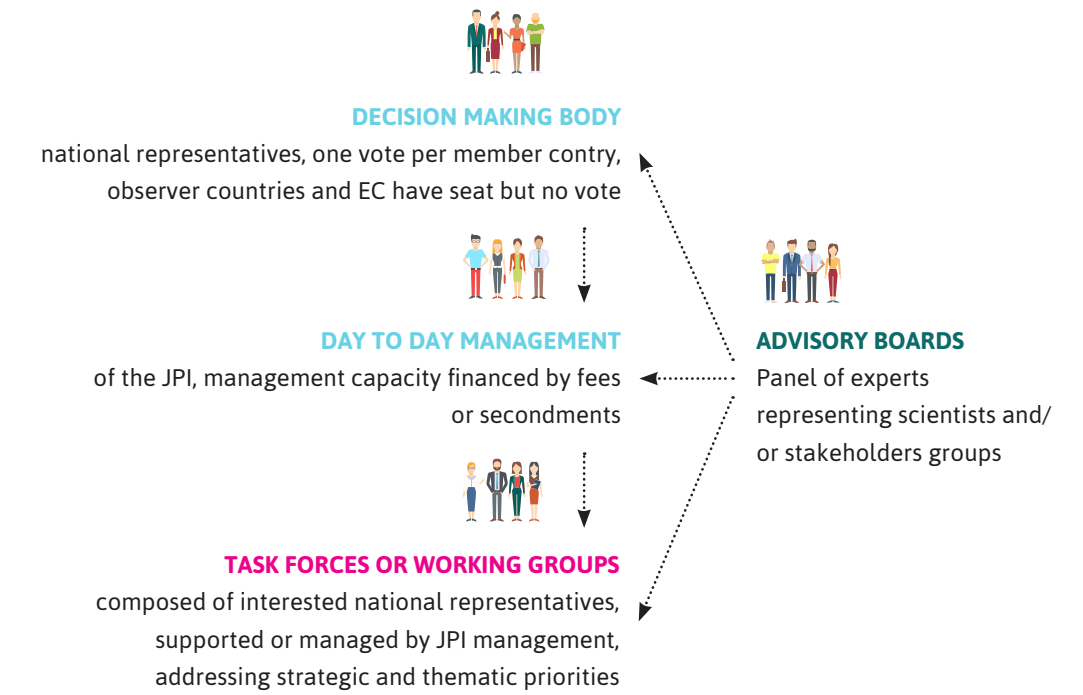 DECISION MAKING BODY
national representatives, one vote per member contry,
observer countries and EC have seat but no vote
DAY TO DAY MANAGEMENT
of the JPI, management capacity financed by fees
or secondments
TASK FORCES OR WORKING GROUPS
composed of interested national representatives,
supported or managed by JPI management,
addressing strategic and thematic priorities
ADVISORY BOARDS
Panel of experts
representing scientists and/
or stakeholders groups